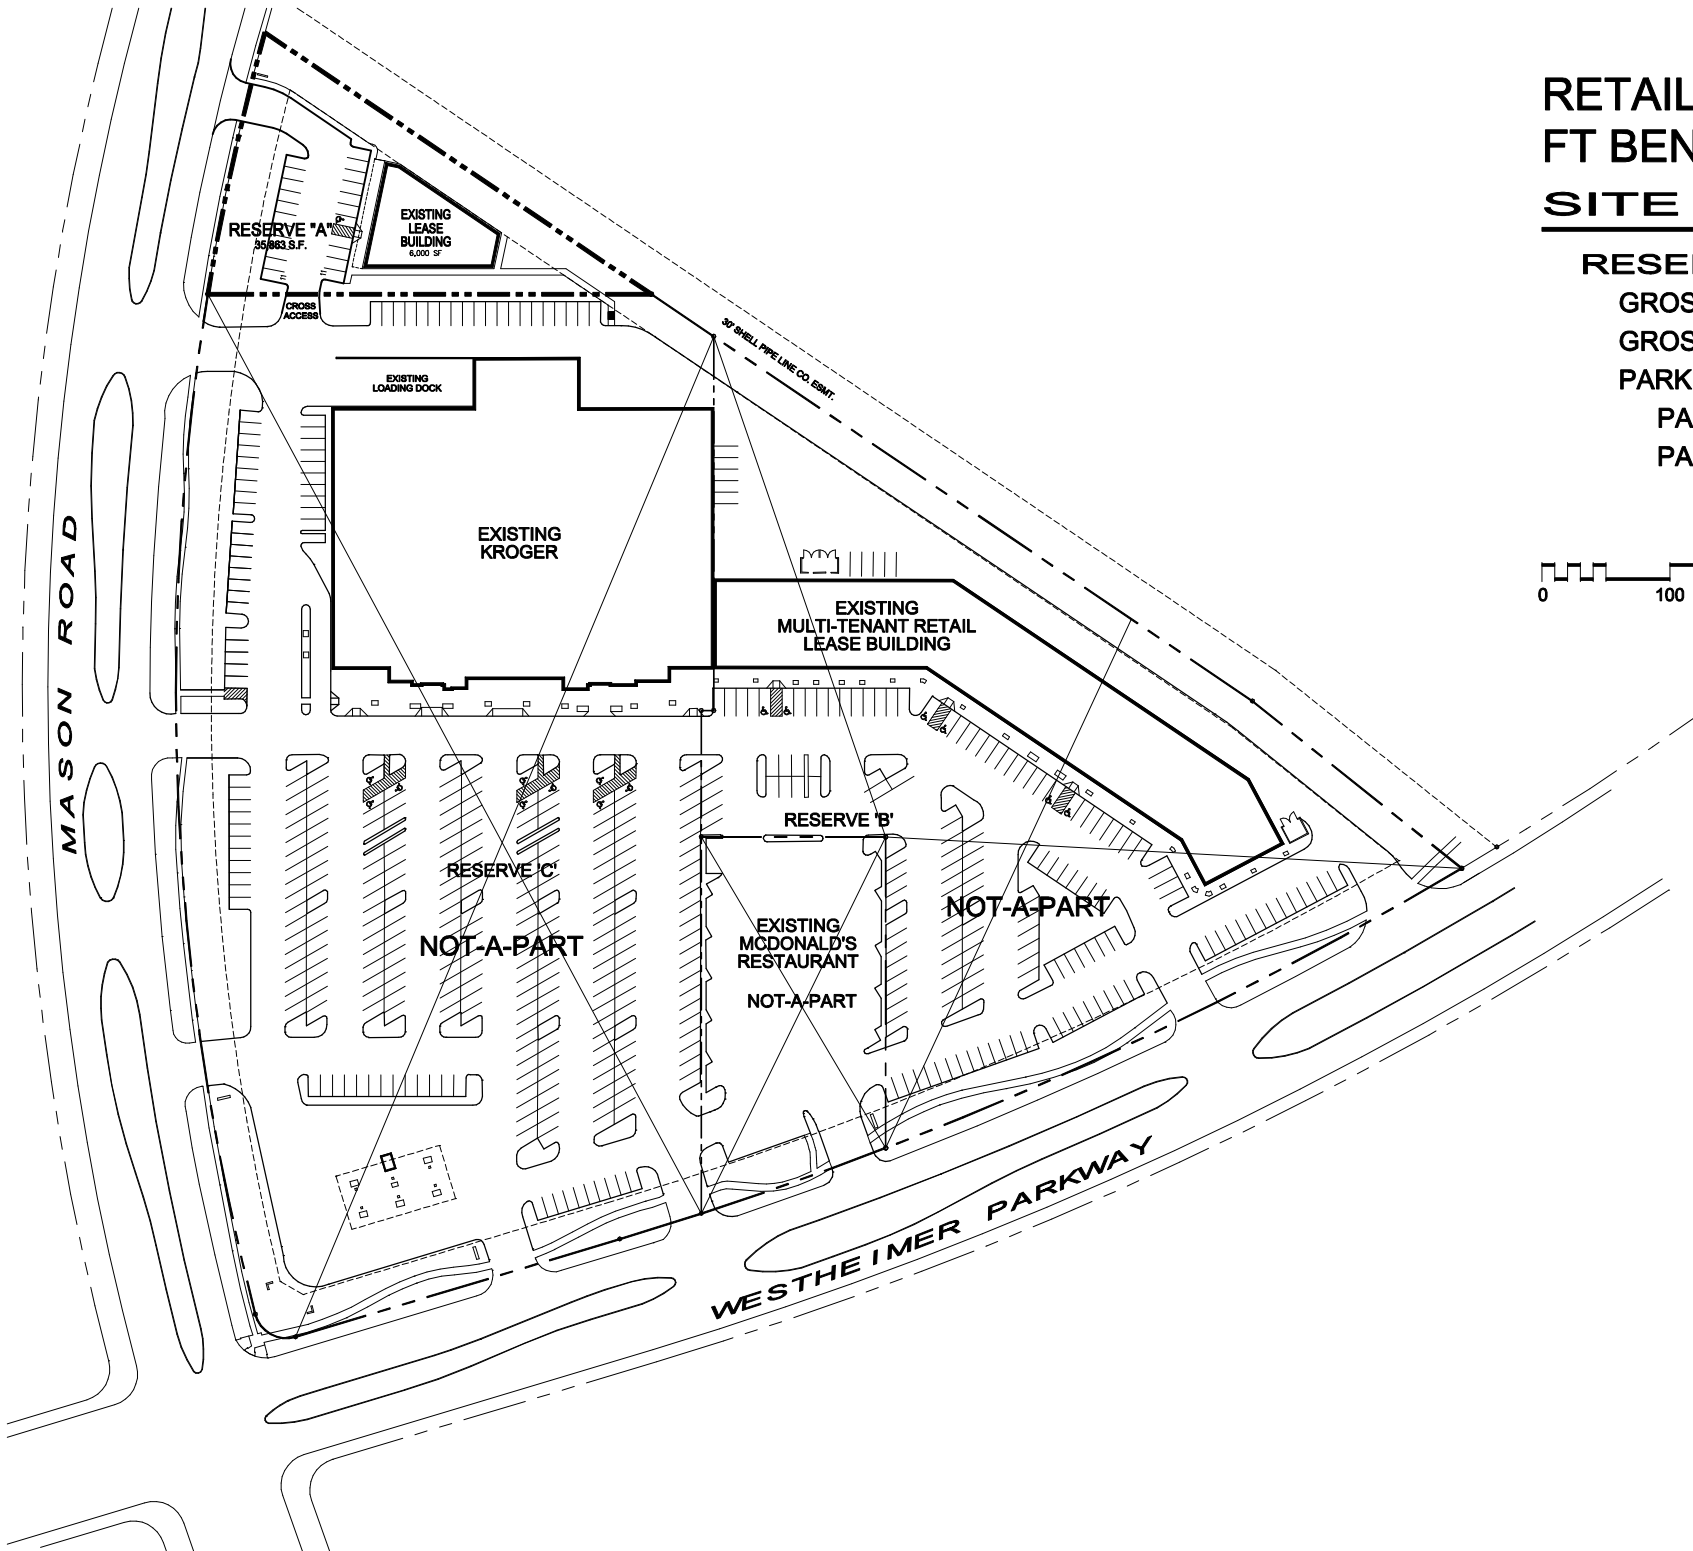 RETAIL
FT BEN
SITE
RESE
GROS
GROS
PARK
PA
PA
0 100
RESERVE "A"
35,863 S.F.
EXISTING
LEASE
BUILDING
6,000 SF
CROSS
ACCESS
30' SHELL PIPE LINE CO. ESMT.
EXISTING
LOADING DOCK
EXISTING
KROGER
EXISTING
MULTI-TENANT RETAIL
LEASE BUILDING
MASON ROAD
RESERVE 'B'
RESERVE 'C'
NOT-A-PART
NOT-A-PART
EXISTING
MCDONALD'S
RESTAURANT
NOT-A-PART
WESTHEIMER PARKWAY